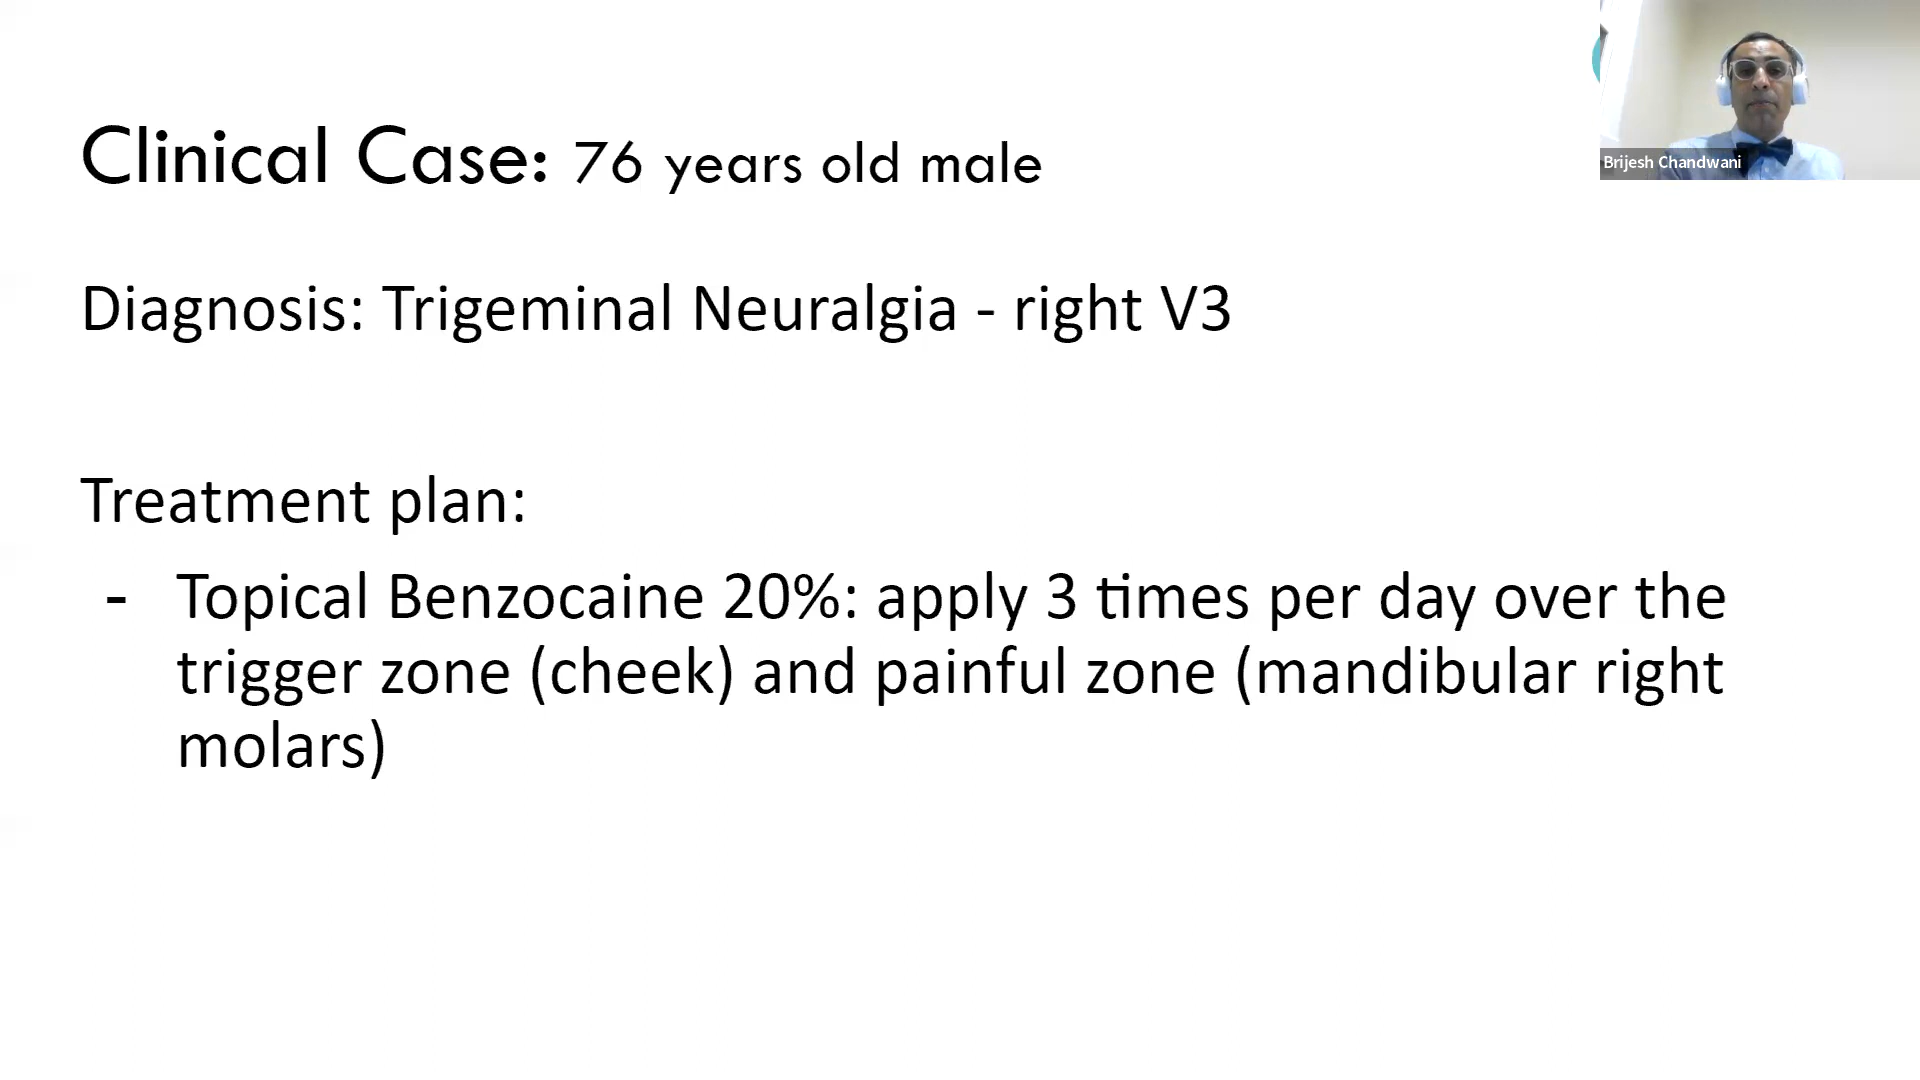 Brijesh Chandwani
Clinical Case: 76 years old male
Diagnosis: Trigeminal Neuralgia - right V3
Treatment plan:
- Topical Benzocaine 20%: apply 3 times per day over the
trigger zone (cheek) and painful zone (mandibular right
molars)